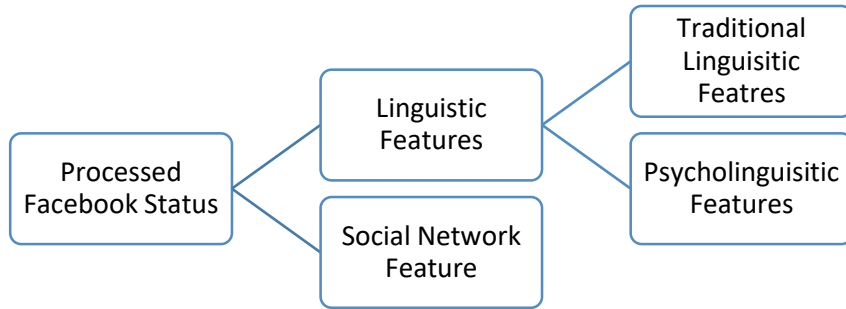 Processed
Facebook Status
Linguistic
Features
Social Network
Feature
Traditional
Linguisitic
Featres
Psycholinguisitic
Features